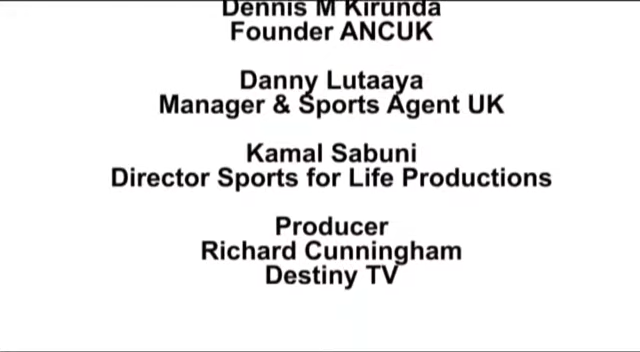 Dennis M Kirunda
Founder ANCUK
Danny Lutaaya
Manager & Sports Agent UK
Kamal Sabuni
Director Sports for Life Productions
Producer
Richard Cunningham
Destiny TV